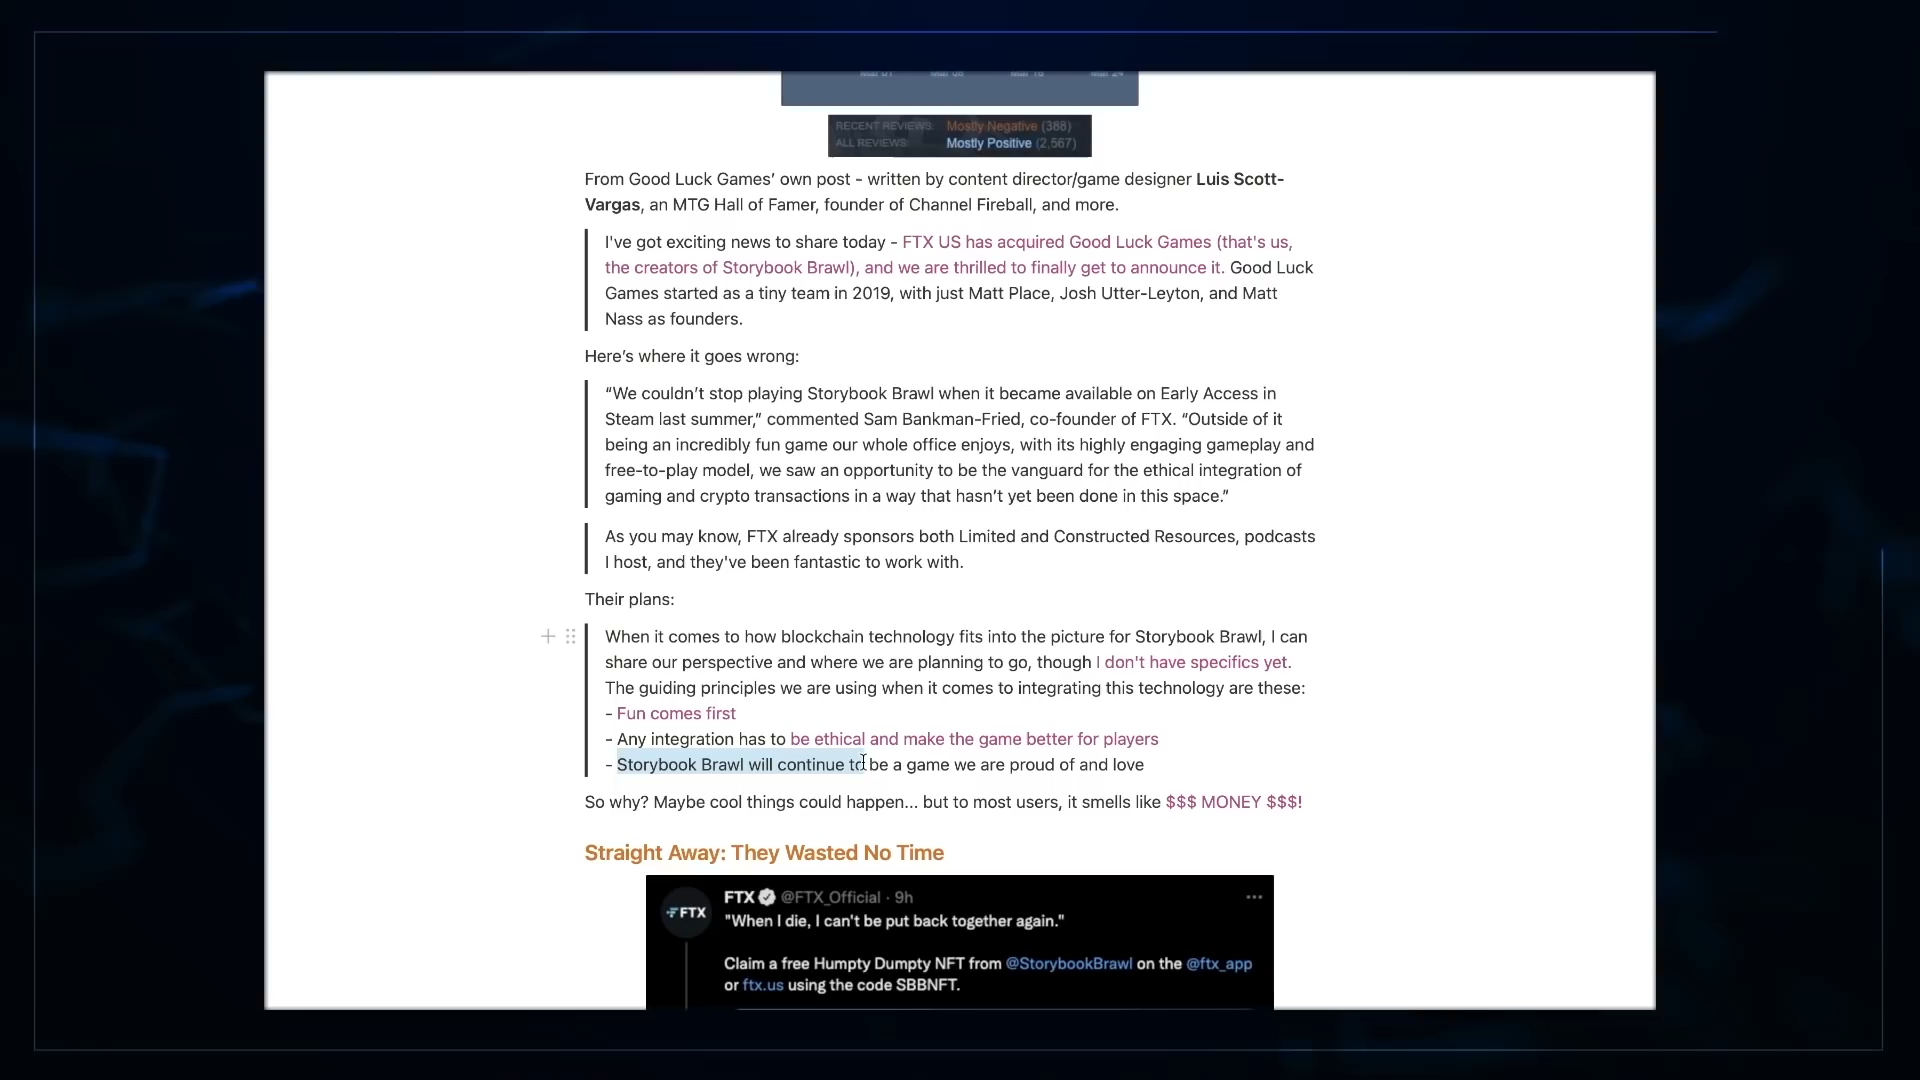 RECENT REVIEWS: Mostly Negative (388)
ALL REVIEWS: Mostly Positive (2,567)
From Good Luck Games’ own post - written by content director/game designer Luis Scott-
Vargas, an MTG Hall of Famer, founder of Channel Fireball, and more.
I've got exciting news to share today - FTX US has acquired Good Luck Games (that's us,
the creators of Storybook Brawl), and we are thrilled to finally get to announce it. Good Luck
Games started as a tiny team in 2019, with just Matt Place, Josh Utter-Leyton, and Matt
Nass as founders.
Here’s where it goes wrong:
“We couldn’t stop playing Storybook Brawl when it became available on Early Access in
Steam last summer,” commented Sam Bankman-Fried, co-founder of FTX. “Outside of it
being an incredibly fun game our whole office enjoys, with its highly engaging gameplay and
free-to-play model, we saw an opportunity to be the vanguard for the ethical integration of
gaming and crypto transactions in a way that hasn’t yet been done in this space.”
As you may know, FTX already sponsors both Limited and Constructed Resources, podcasts
I host, and they've been fantastic to work with.
Their plans:
When it comes to how blockchain technology fits into the picture for Storybook Brawl, I can
share our perspective and where we are planning to go, though I don't have specifics yet.
The guiding principles we are using when it comes to integrating this technology are these:
- Fun comes first
- Any integration has to be ethical and make the game better for players
- Storybook Brawl will continue to be a game we are proud of and love
So why? Maybe cool things could happen... but to most users, it smells like $$$ MONEY $$$!
Straight Away: They Wasted No Time
FTX @FTX_Official · 9h
FTX
"When I die, I can't be put back together again."
Claim a free Humpty Dumpty NFT from @StorybookBrawl on the @ftx_app
or ftx.us using the code SBBNFT.